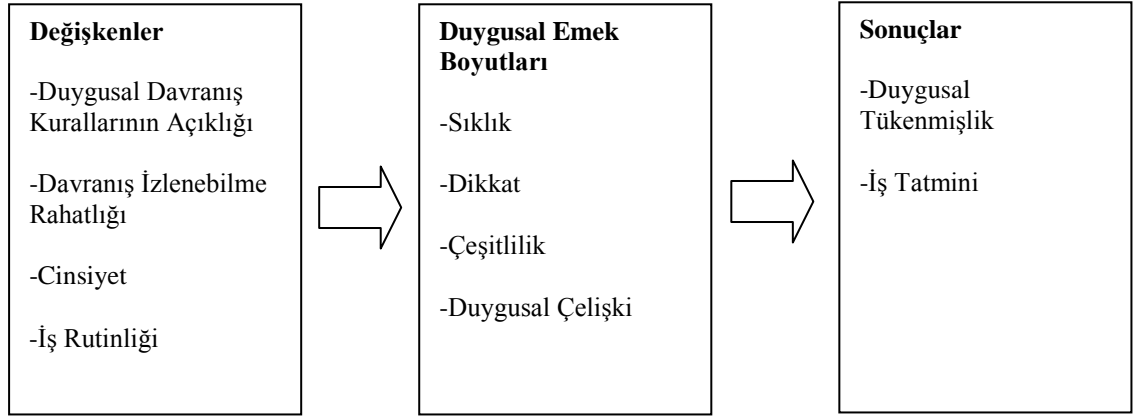 Değişkenler
-Duygusal Davranış
Kurallarının Açıklığı
-Davranış İzlenebilme
Rahatlığı
-Cinsiyet
-İş Rutinliği
Duygusal Emek
Boyutları
-Sıklık
-Dikkat
-Çeşitlilik
-Duygusal Çelişki
Sonuçlar
-Duygusal
Tükenmişlik
-İş Tatmini